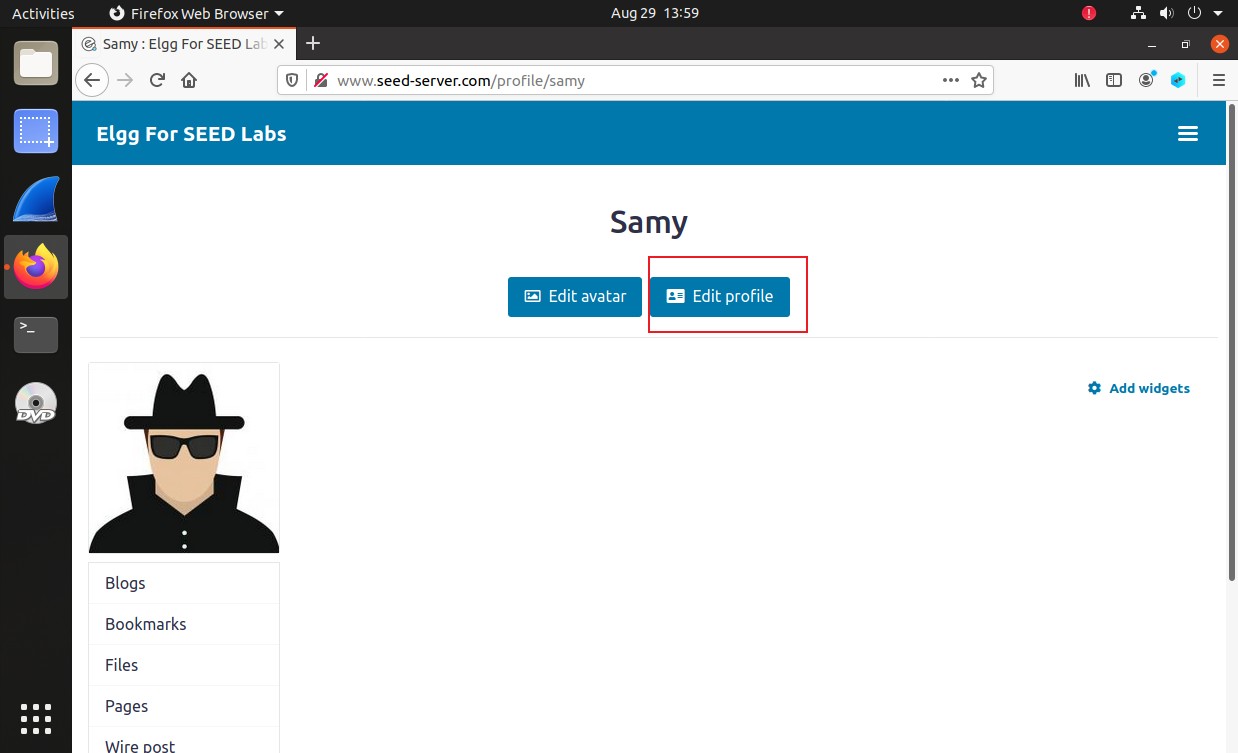 Activities
Firefox Web Browser
Aug 29 13:59
Samy : Elgg For SEED Lab
www.seed-server.com/profile/samy
Elgg For SEED Labs
Samy
Edit avatar
Edit profile
Add widgets
>_
DVD
Blogs
Bookmarks
Files
Pages
Wire post